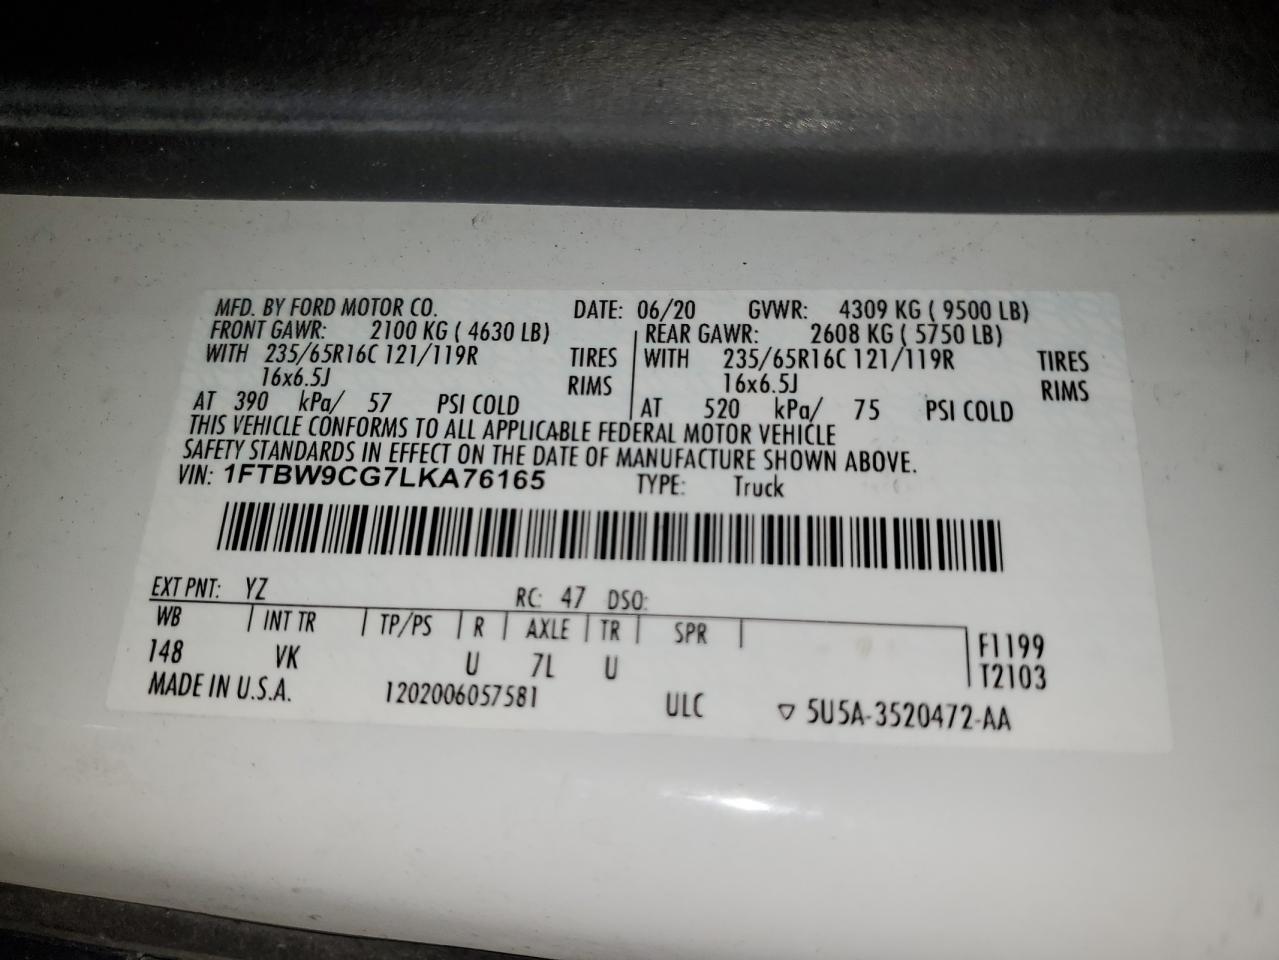 MFD. BY FORD MOTOR CO. DATE: 06/20 GVWR: 4309 KG ( 9500 LB)
FRONT GAWR: 2100 KG ( 4630 LB) REAR GAWR: 2608 KG ( 5750 LB)
WITH 235/65R16C 121/119R TIRES WITH 235/65R16C 121/119R TIRES
16x6.5J RIMS 16x6.5J RIMS
AT 390 kPa/ 57 PSI COLD AT 520 kPa/ 75 PSI COLD
THIS VEHICLE CONFORMS TO ALL APPLICABLE FEDERAL MOTOR VEHICLE
SAFETY STANDARDS IN EFFECT ON THE DATE OF MANUFACTURE SHOWN ABOVE.
VIN: 1FTBW9CG7LKA76165 TYPE: Truck
EXT PNT: YZ RC: 47 DSO:
WB INT TR TP/PS R AXLE TR SPR F1199
148 VK U 7L U T2103
MADE IN U.S.A. 1202006057581 ULC ▽ 5U5A-3520472-AA